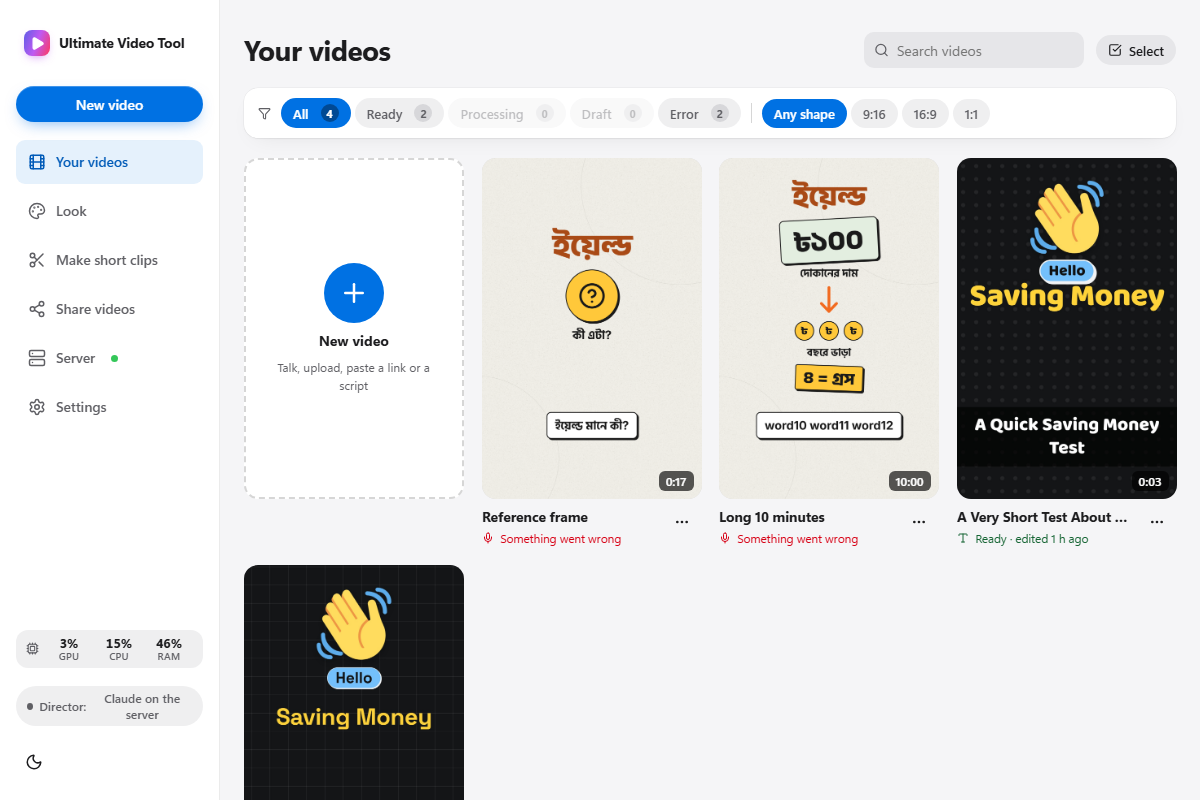 Ultimate Video Tool
New video
Your videos
Look
Make short clips
Share videos
Server
Settings
3% 15% 46%
GPU CPU RAM
Director: Claude on the
server
Your videos
Search videos
Select
All 4 Ready 2 Processing 0 Draft 0 Error 2 Any shape 9:16 16:9 1:1
New video
Talk, upload, paste a link or a
script
ইয়েল্ড
?
কী এটা?
ইয়েল্ড মানে কী?
0:17
Reference frame
Something went wrong
ইয়েল্ড
৳১০০
দোকানের দাম
৳ ৳ ৳
বছরে ভাড়া
৪ = গ্রস
word10 word11 word12
10:00
Long 10 minutes
Something went wrong
Hello
Saving Money
A Quick Saving Money
Test
0:03
A Very Short Test About ...
Ready · edited 1 h ago
Hello
Saving Money